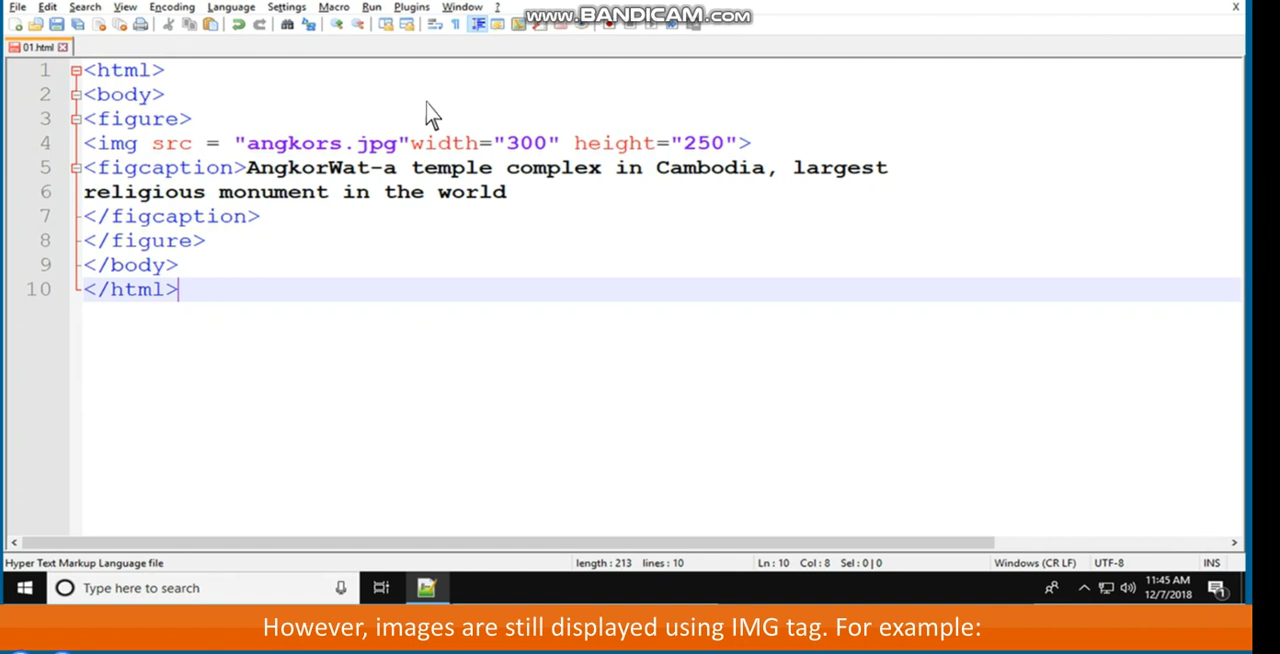 File Edit Search View Encoding Language Settings Macro Run Plugins Window ? X
www.BANDICAM.com
01.html
1 <html>
2 <body>
3 <figure>
4 <img src = "angkors.jpg"width="300" height="250">
5 <figcaption>AngkorWat-a temple complex in Cambodia, largest
6 religious monument in the world
7 </figcaption>
8 </figure>
9 </body>
10 </html>
Hyper Text Markup Language file length : 213 lines : 10 Ln : 10 Col : 8 Sel : 0 | 0 Windows (CR LF) UTF-8 INS
Type here to search
11:45 AM
12/7/2018
1
However, images are still displayed using IMG tag. For example: